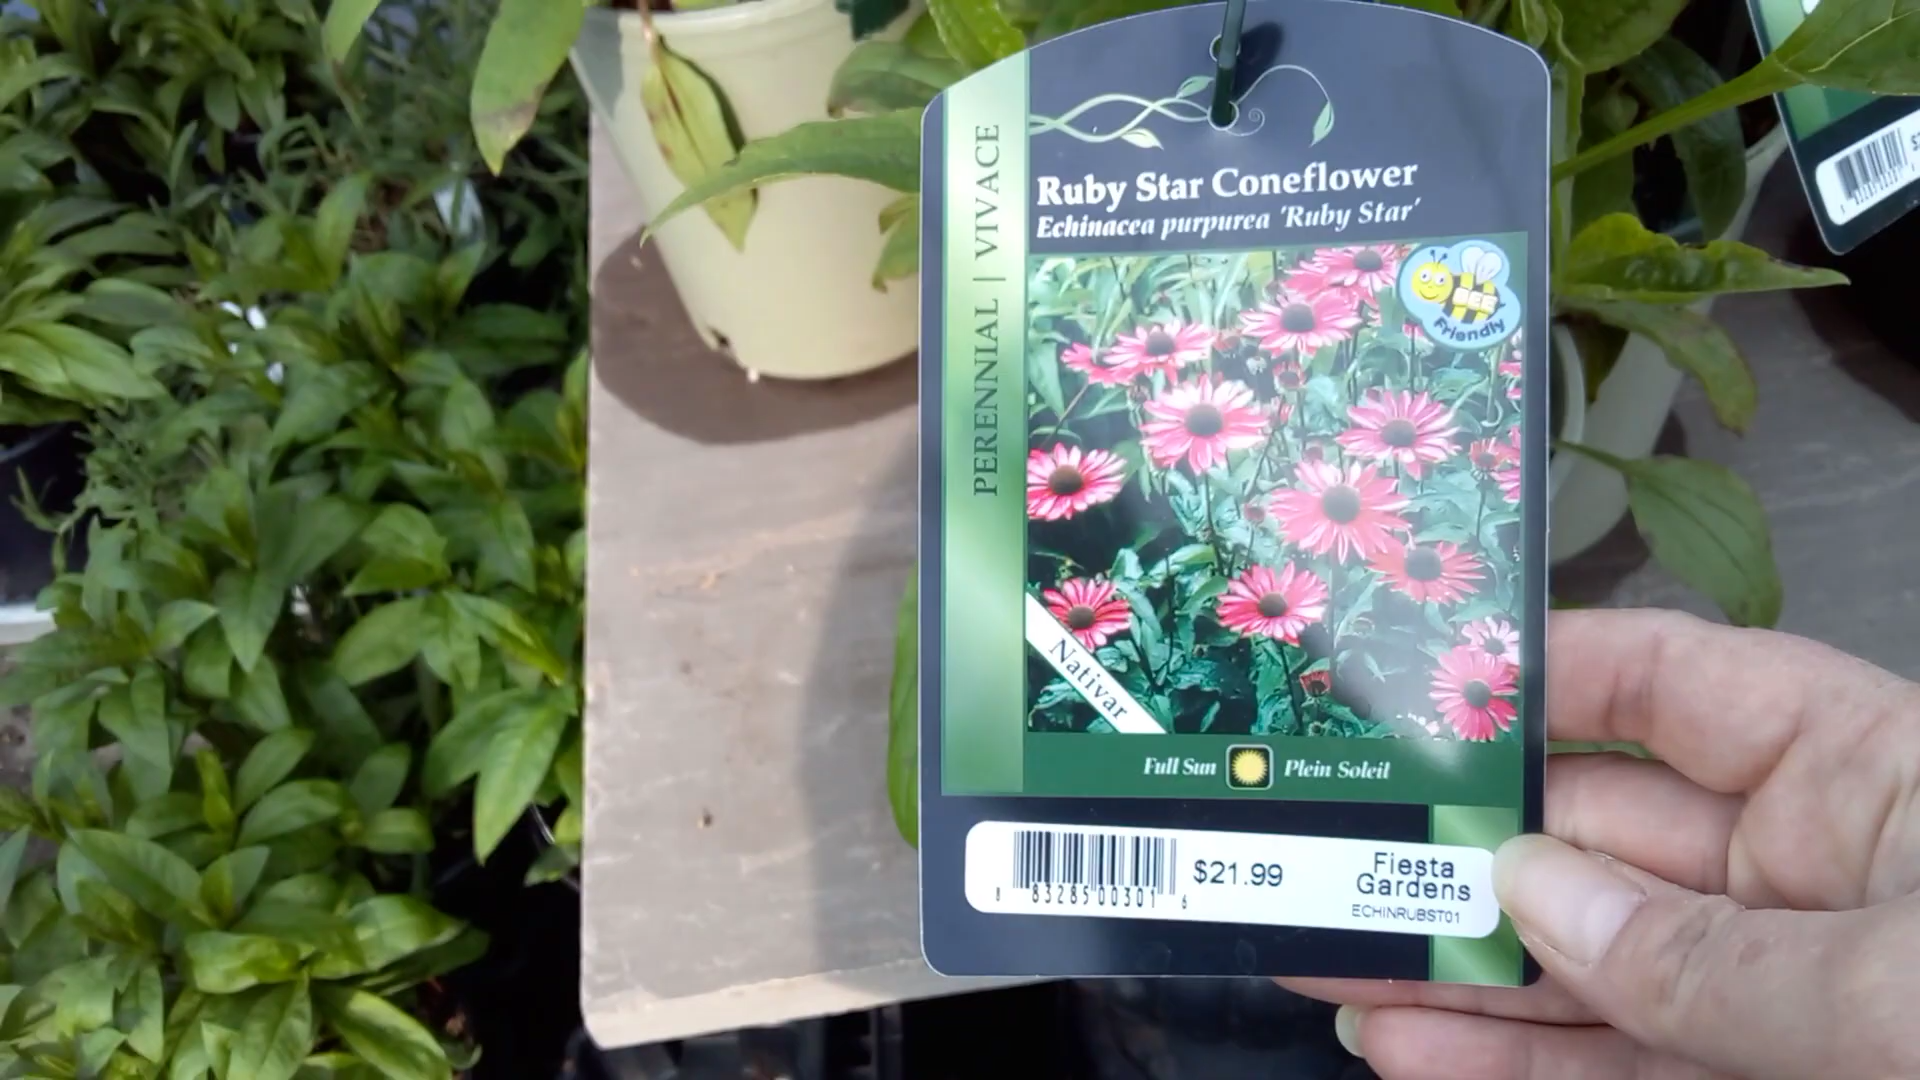 PERENNIAL | VIVACE
Ruby Star Coneflower
Echinacea purpurea 'Ruby Star'
BEE
Friendly
Nativar
Full Sun
Plein Soleil
$21.99
Fiesta
Gardens
8 83285 00301 6
ECHINRUBST01